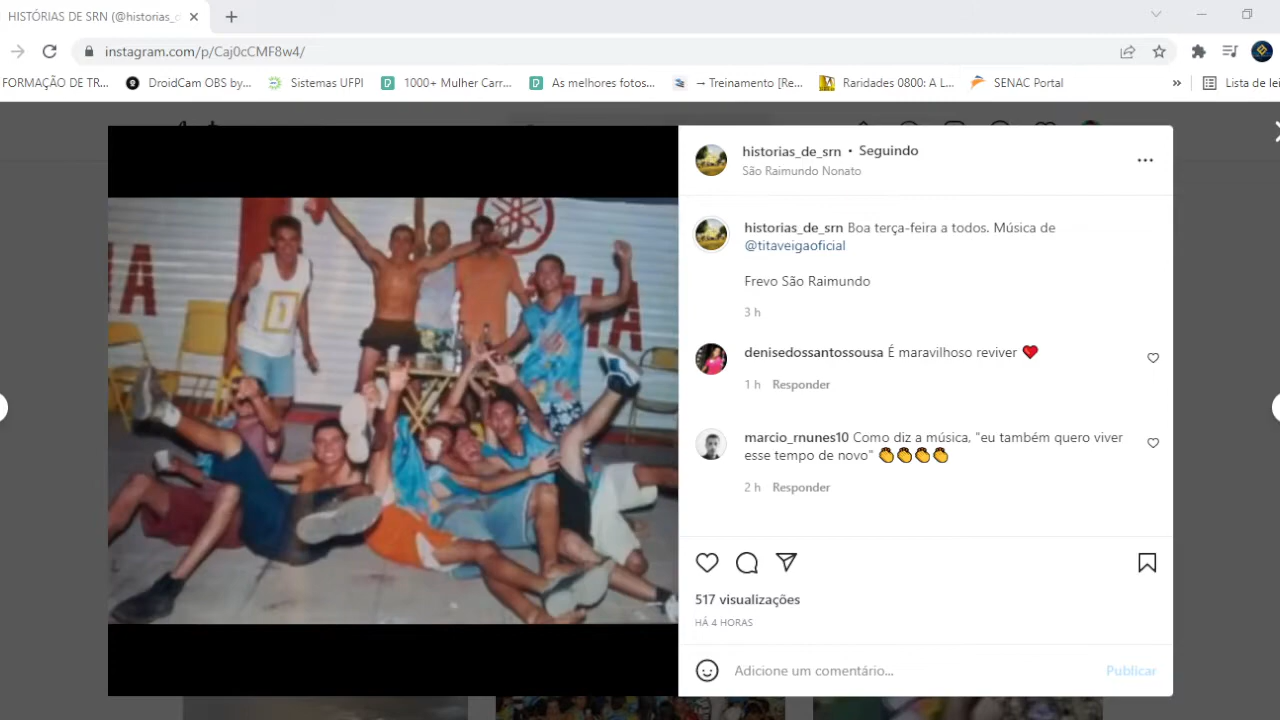 HISTÓRIAS DE SRN (@historias_c
instagram.com/p/Caj0cCMF8w4/
FORMAÇÃO DE TR...
DroidCam OBS by...
Sistemas UFPI
1000+ Mulher Carr...
As melhores fotos...
→ Treinamento [Re...
Raridades 0800: A L...
SENAC Portal
»
Lista de lei
historias_de_srn • Seguindo
São Raimundo Nonato
historias_de_srn Boa terça-feira a todos. Música de
@titaveigaoficial
Frevo São Raimundo
3 h
denisedossantossousa É maravilhoso reviver ❤️
1 h Responder
marcio_rnunes10 Como diz a música, "eu também quero viver
esse tempo de novo" 👏👏👏👏
2 h Responder
517 visualizações
HÁ 4 HORAS
Adicione um comentário...
Publicar